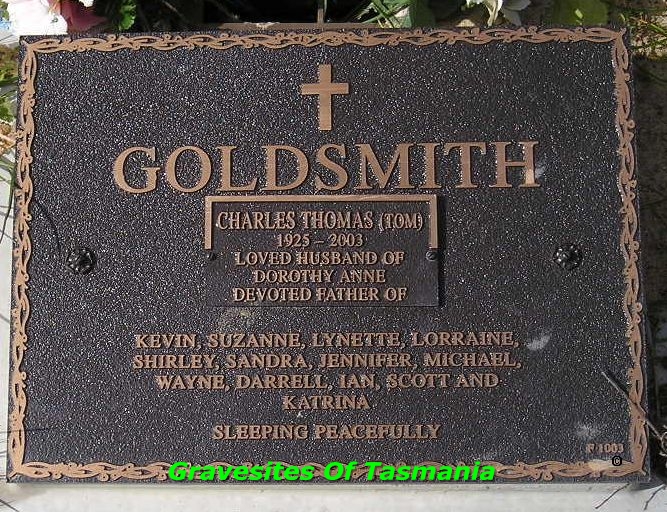 GOLDSMITH
CHARLES THOMAS (TOM)
1925 – 2003
LOVED HUSBAND OF
DOROTHY ANNE
DEVOTED FATHER OF
KEVIN, SUZANNE, LYNETTE, LORRAINE,
SHIRLEY, SANDRA, JENNIFER, MICHAEL,
WAYNE, DARRELL, IAN, SCOTT AND
KATRINA
SLEEPING PEACEFULLY
F 1003
©
Gravesites Of Tasmania